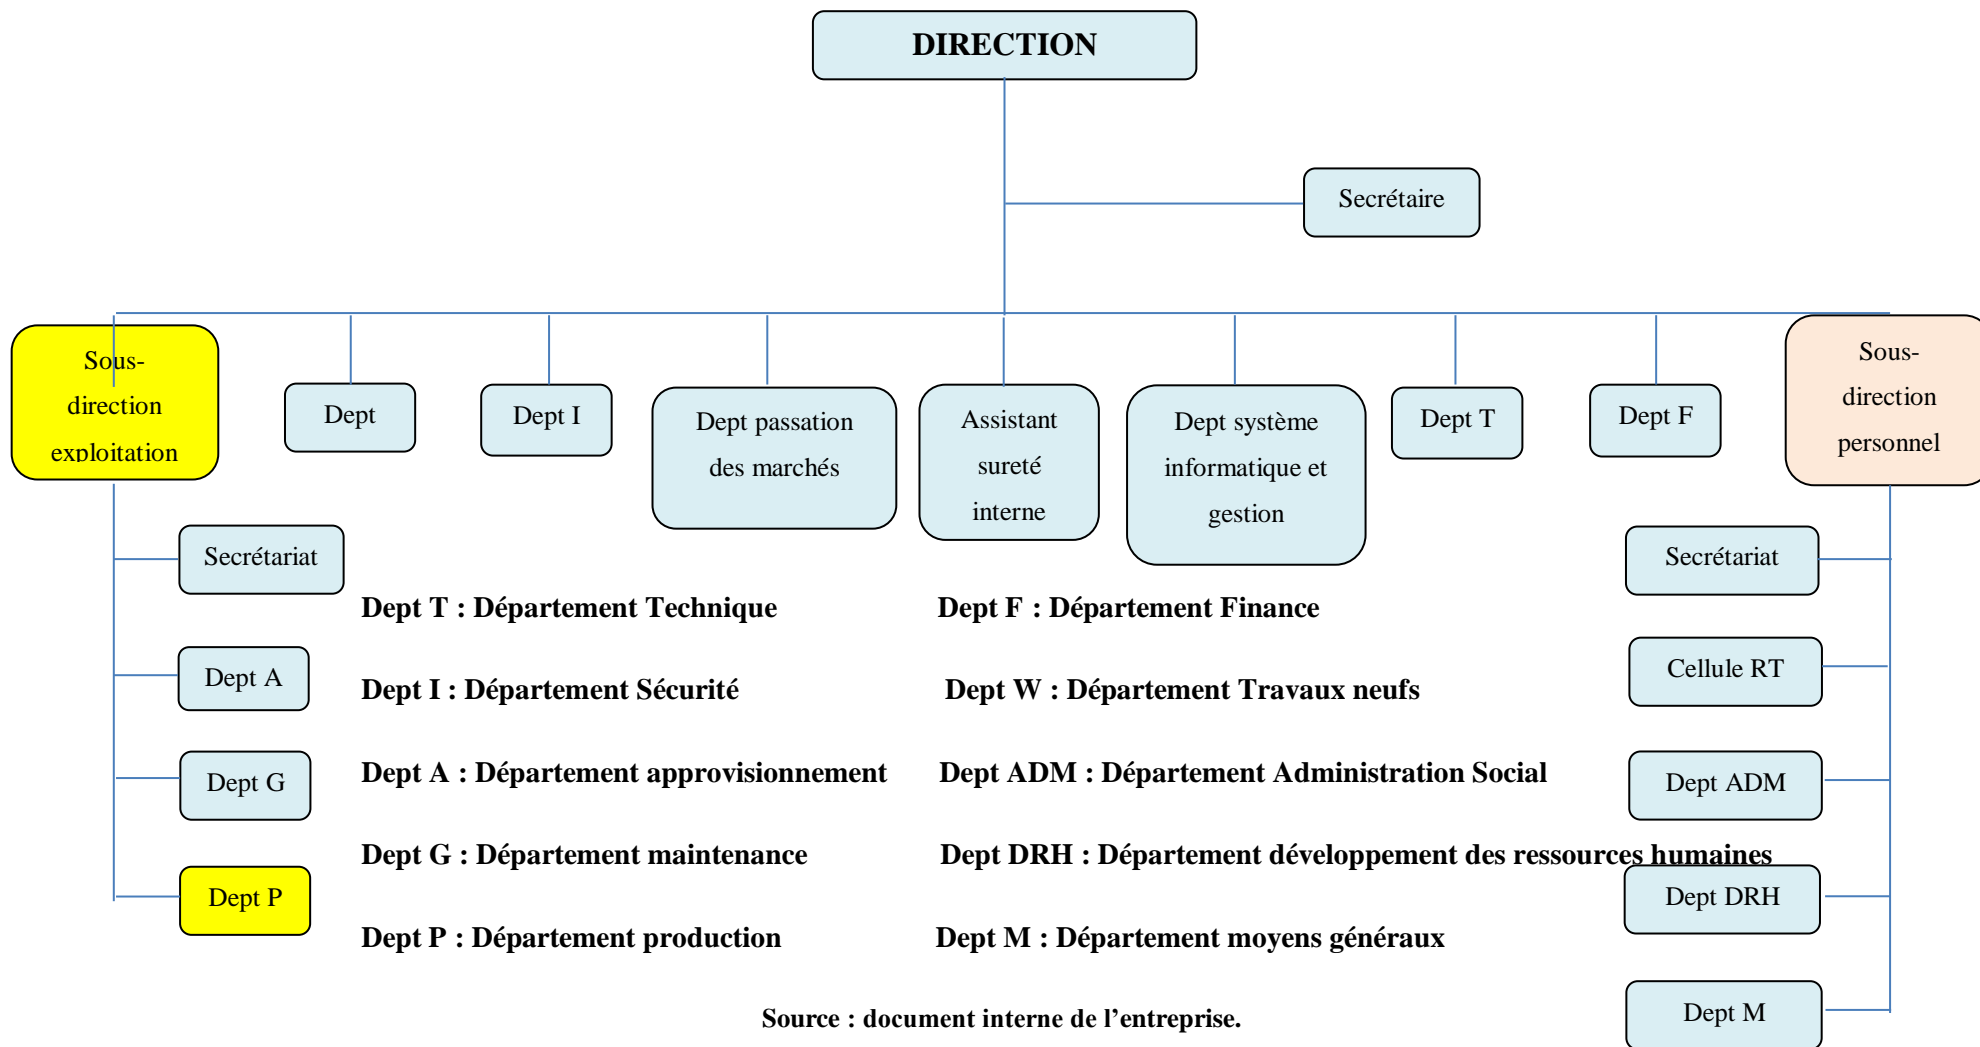 DIRECTION
Secrétaire
Sous-
direction
exploitation
Dept
Dept I
Dept passation
des marchés
Assistant
sureté
interne
Dept système
informatique et
gestion
Dept T
Dept F
Sous-
direction
personnel
Secrétariat
Dept A
Dept G
Dept P
Dept T : Département Technique
Dept F : Département Finance
Dept I : Département Sécurité
Dept W : Département Travaux neufs
Dept A : Département approvisionnement
Dept ADM : Département Administration Social
Dept G : Département maintenance
Dept DRH : Département développement des ressources humaines
Dept P : Département production
Dept M : Département moyens généraux
Secrétariat
Cellule RT
Dept ADM
Dept DRH
Dept M
Source : document interne de l’entreprise.